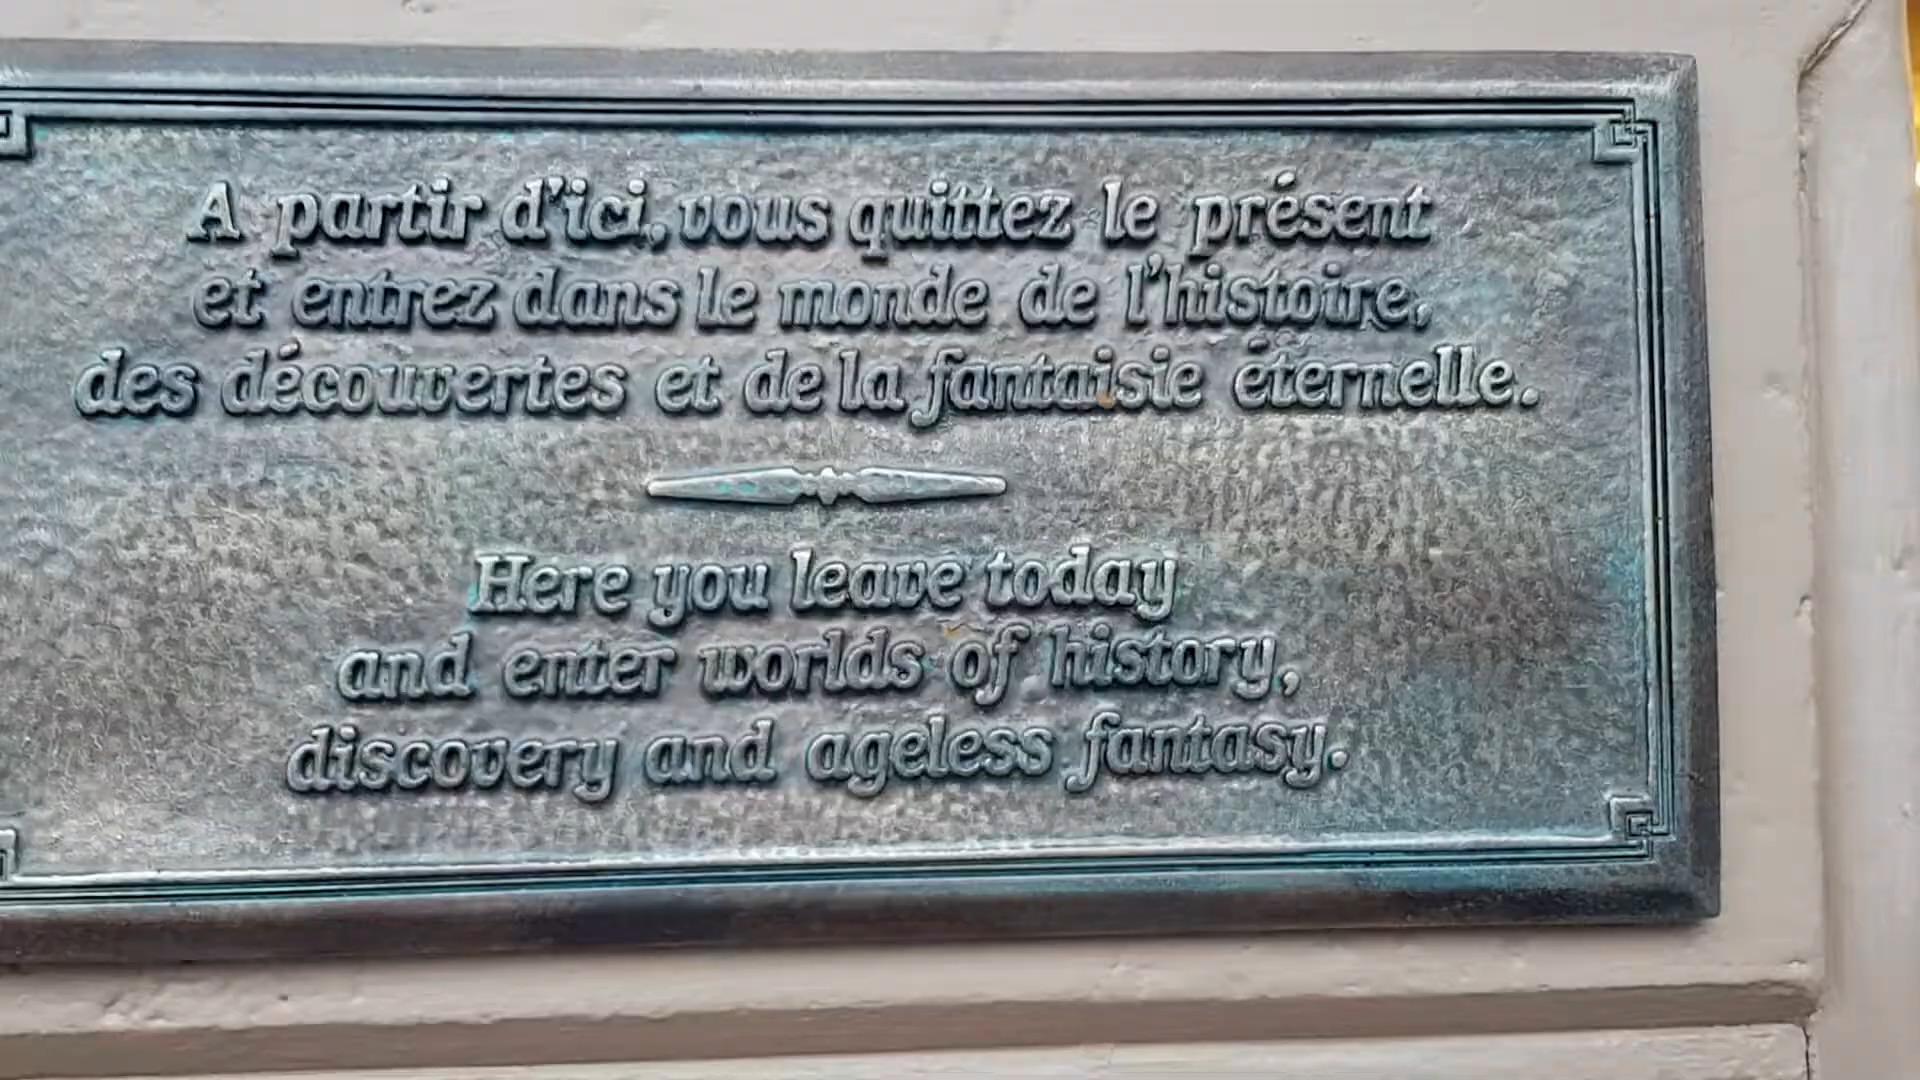 A partir d'ici, vous quittez le présent
et entrez dans le monde de l'histoire,
des découvertes et de la fantaisie éternelle.
Here you leave today
and enter worlds of history,
discovery and ageless fantasy.